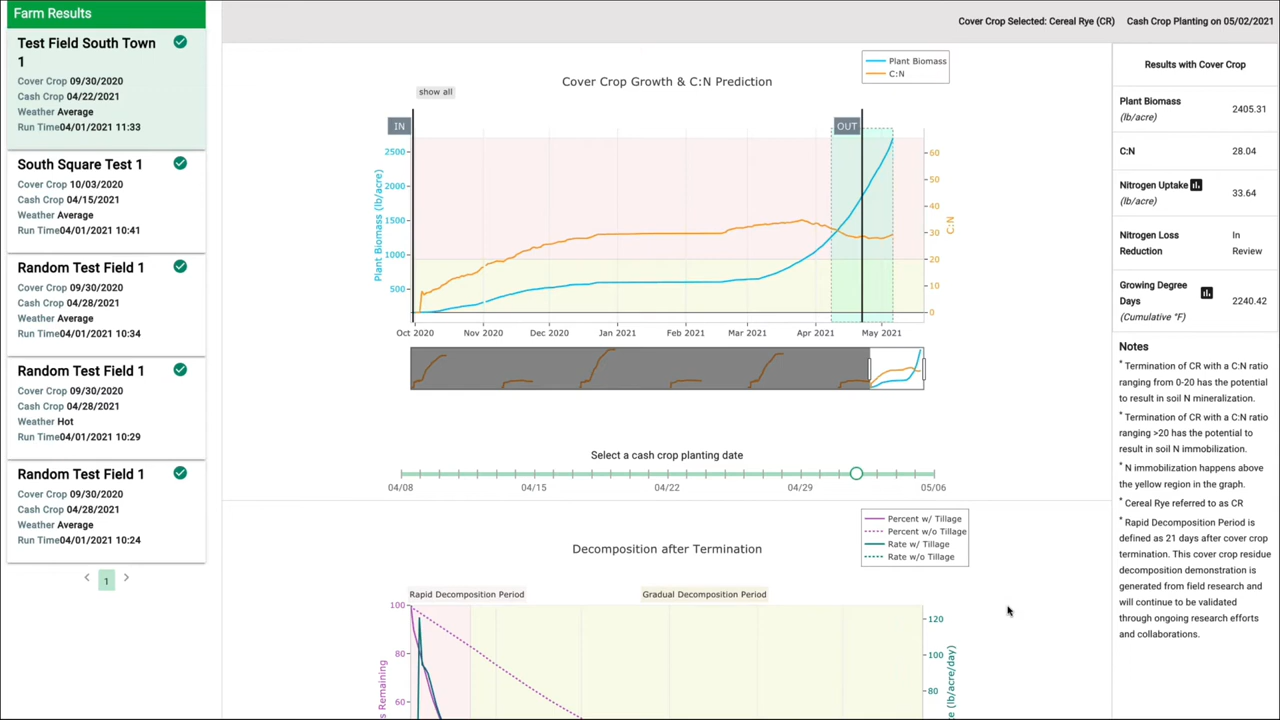 Farm Results
Test Field South Town
1
Cover Crop 09/30/2020
Cash Crop 04/22/2021
Weather Average
Run Time04/01/2021 11:33
South Square Test 1
Cover Crop 10/03/2020
Cash Crop 04/15/2021
Weather Average
Run Time04/01/2021 10:41
Random Test Field 1
Cover Crop 09/30/2020
Cash Crop 04/28/2021
Weather Average
Run Time04/01/2021 10:34
Random Test Field 1
Cover Crop 09/30/2020
Cash Crop 04/28/2021
Weather Hot
Run Time04/01/2021 10:29
Random Test Field 1
Cover Crop 09/30/2020
Cash Crop 04/28/2021
Weather Average
Run Time04/01/2021 10:24
< 1 >
Cover Crop Selected: Cereal Rye (CR) Cash Crop Planting on 05/02/2021
Plant Biomass
C:N
Cover Crop Growth & C:N Prediction
show all
IN
OUT
2500
2000
1500
1000
500
Plant Biomass (lb/acre)
60
50
40
30
20
10
0
C:N
Oct 2020 Nov 2020 Dec 2020 Jan 2021 Feb 2021 Mar 2021 Apr 2021 May 2021
Select a cash crop planting date
04/08 04/15 04/22 04/29 05/06
Percent w/ Tillage
Percent w/o Tillage
Rate w/ Tillage
Rate w/o Tillage
Decomposition after Termination
Rapid Decomposition Period
Gradual Decomposition Period
100
80
60
s Remaining
120
100
80
e (lb/acre/day)
Results with Cover Crop
Plant Biomass
(lb/acre)
2405.31
C:N 28.04
Nitrogen Uptake
(lb/acre)
33.64
Nitrogen Loss
Reduction
In
Review
Growing Degree
Days
(Cumulative °F)
2240.42
Notes
* Termination of CR with a C:N ratio
ranging from 0-20 has the potential
to result in soil N mineralization.
* Termination of CR with a C:N ratio
ranging >20 has the potential to
result in soil N immobilization.
* N immobilization happens above
the yellow region in the graph.
* Cereal Rye referred to as CR
* Rapid Decomposition Period is
defined as 21 days after cover crop
termination. This cover crop residue
decomposition demonstration is
generated from field research and
will continue to be validated
through ongoing research efforts
and collaborations.